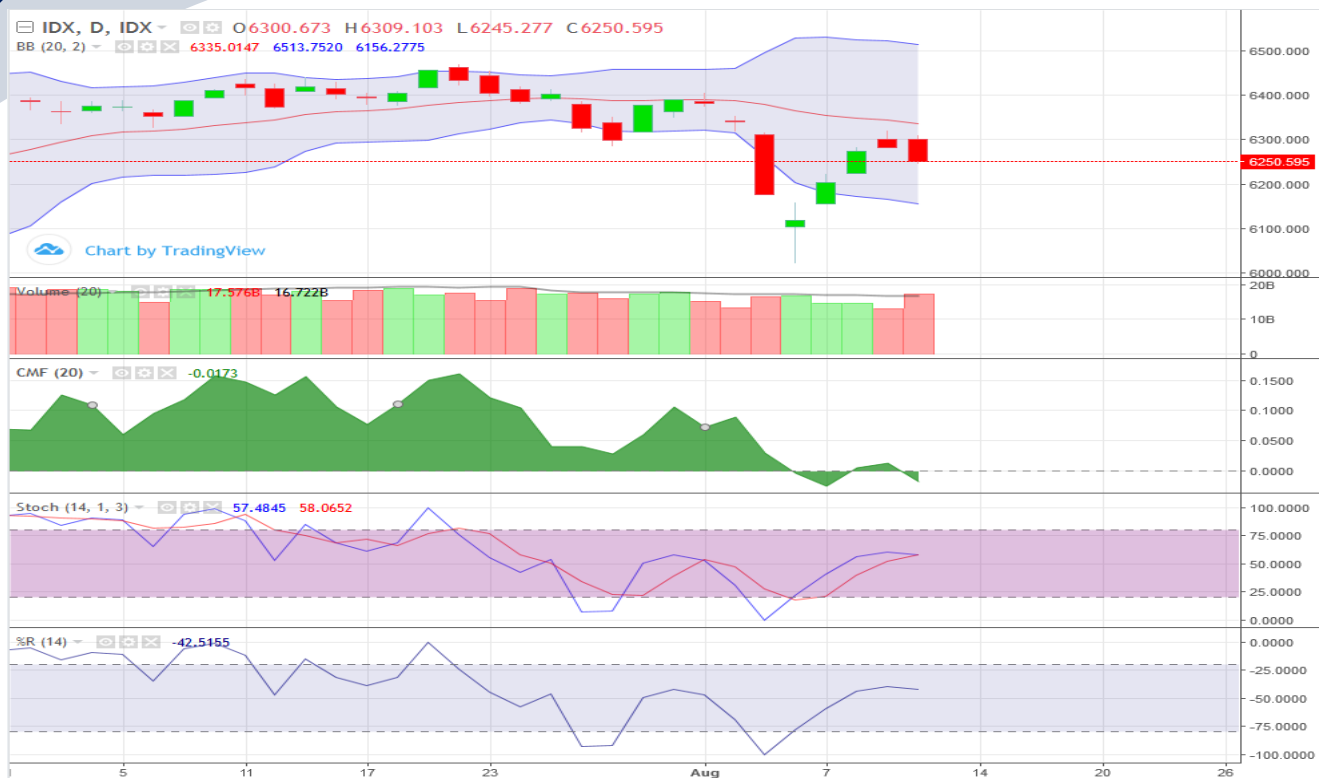 IDX, D, IDX O6300.673 H6309.103 L6245.277 C6250.595
BB (20, 2) 6335.0147 6513.7520 6156.2775
6500.000
6400.000
6300.000
6250.595
6200.000
6100.000
6000.000
Chart by TradingView
Volume (20) 17.576B 16.722B
20B
10B
0
CMF (20) -0.0173
0.1500
0.1000
0.0500
0.0000
Stoch (14, 1, 3) 57.4845 58.0652
100.0000
75.0000
50.0000
25.0000
0.0000
%R (14) -42.5155
0.0000
-25.0000
-50.0000
-75.0000
-100.0000
5 11 17 23 Aug 7 14 20 26